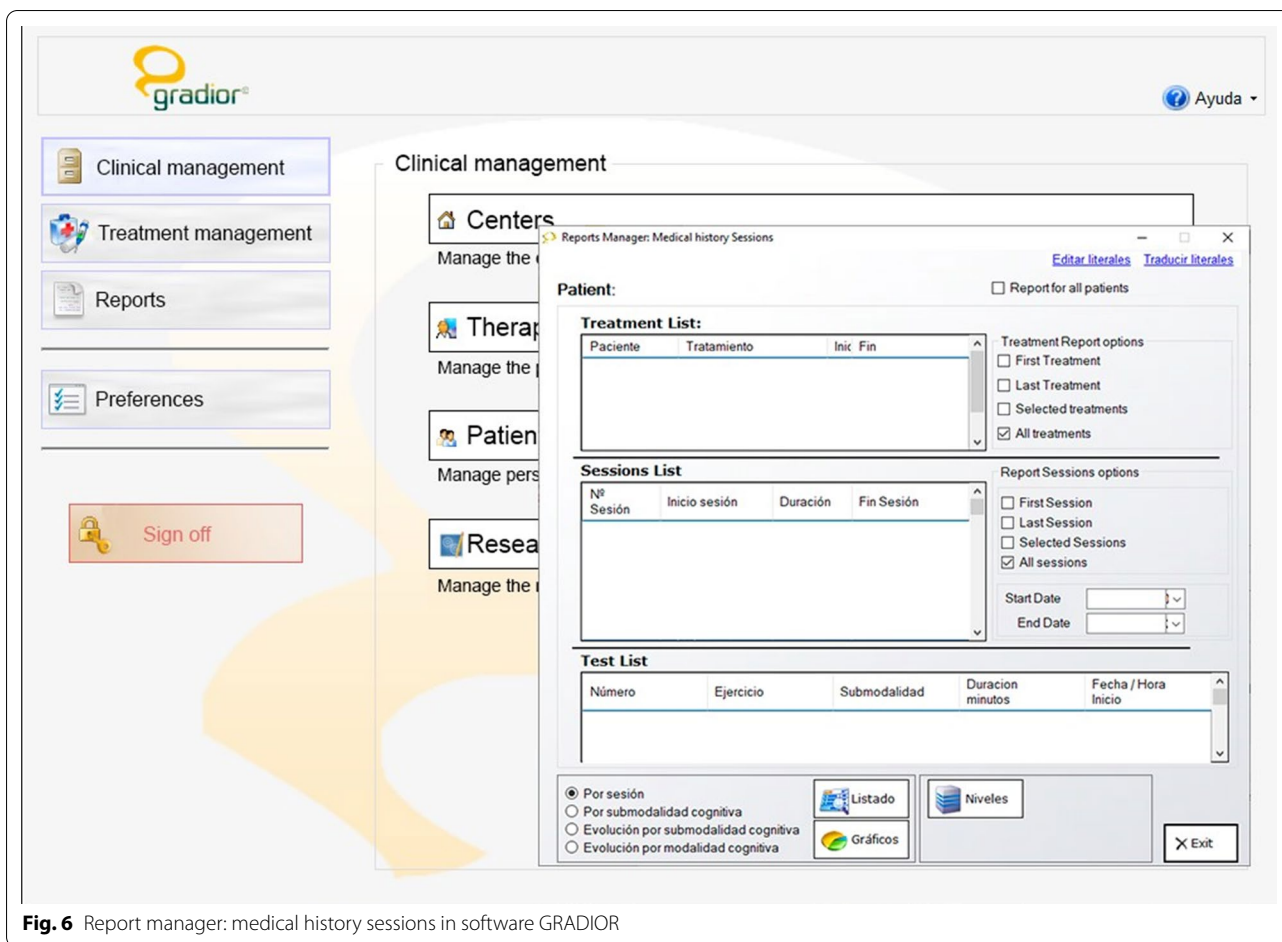 gradior®
Ayuda
Clinical management
Treatment management
Reports
Preferences
Sign off
Clinical management
Centers
Manage the
Therap
Manage the
Patien
Manage pers
Resea
Manage the
Reports Manager: Medical history Sessions
Editar literales Traducir literales
Patient:
Report for all patients
Treatment List:
Paciente Tratamiento Inic Fin
Treatment Report options
First Treatment
Last Treatment
Selected treatments
All treatments
Sessions List
Nº Sesión Inicio sesión Duración Fin Sesión
Report Sessions options
First Session
Last Session
Selected Sessions
All sessions
Start Date
End Date
Test List
Número Ejercicio Submodalidad Duracion minutos Fecha / Hora Inicio
Por sesión
Por submodalidad cognitiva
Evolución por submodalidad cognitiva
Evolución por modalidad cognitiva
Listado
Gráficos
Niveles
Exit
Fig. 6 Report manager: medical history sessions in software GRADIOR